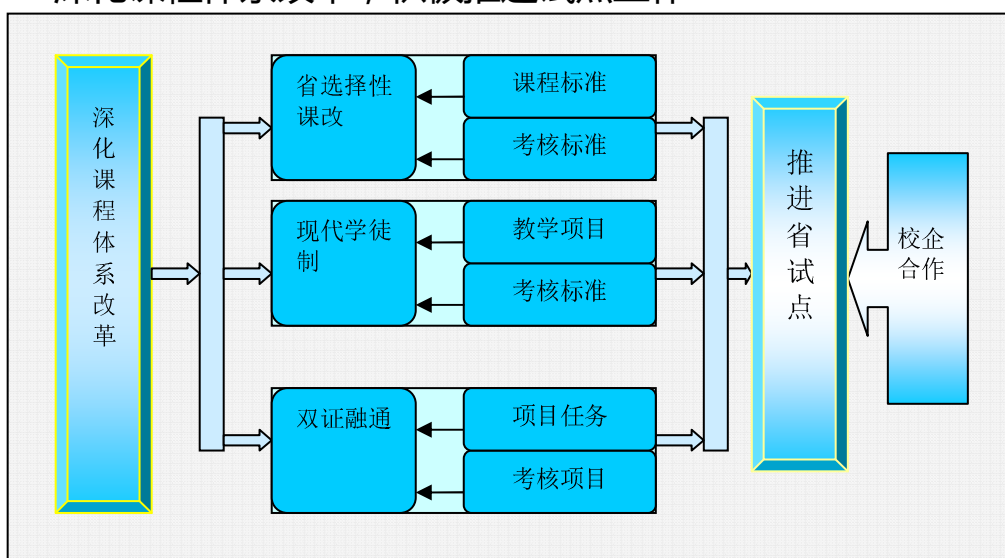 深化课程体系改革
省选择性
课改
课程标准
考核标准
现代学徒
制
教学项目
考核标准
双证融通
项目任务
考核项目
推进省试点
校企
合作